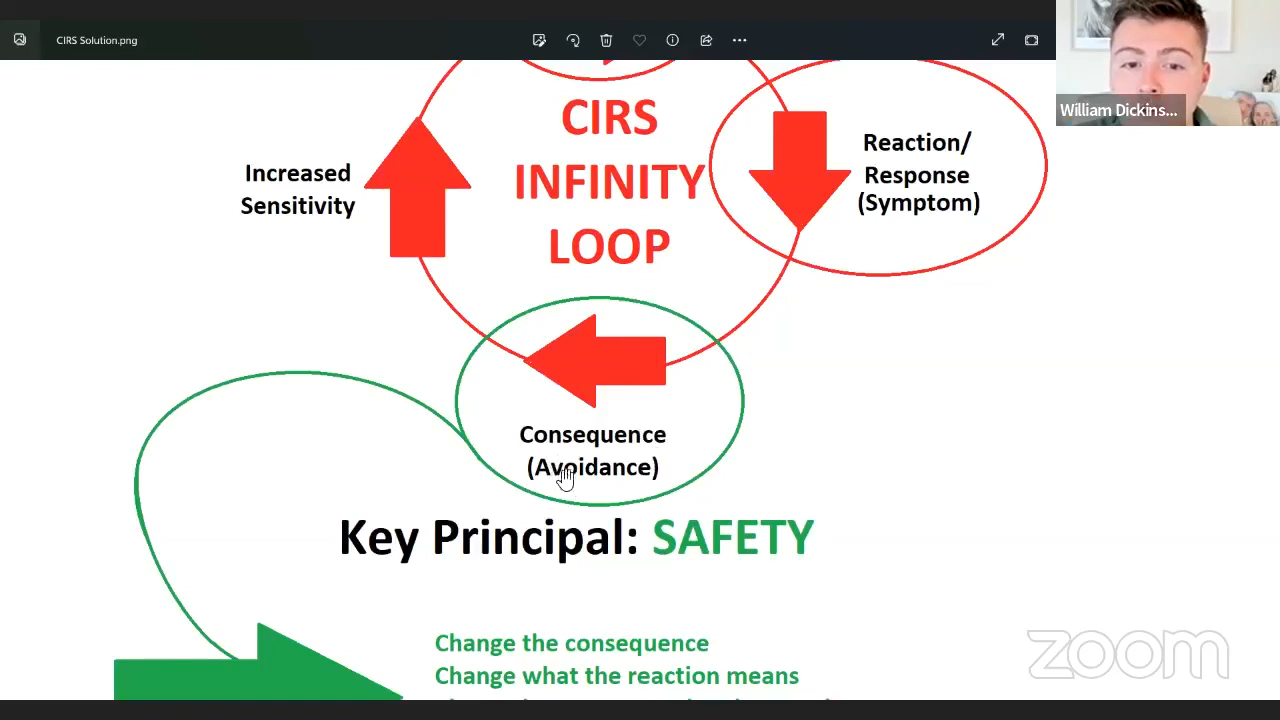 CIRS Solution.png
William Dickins...
CIRS
INFINITY
LOOP
Reaction/
Response
(Symptom)
Increased
Sensitivity
Consequence
(Avoidance)
Key Principal: SAFETY
Change the consequence
Change what the reaction means
zoom